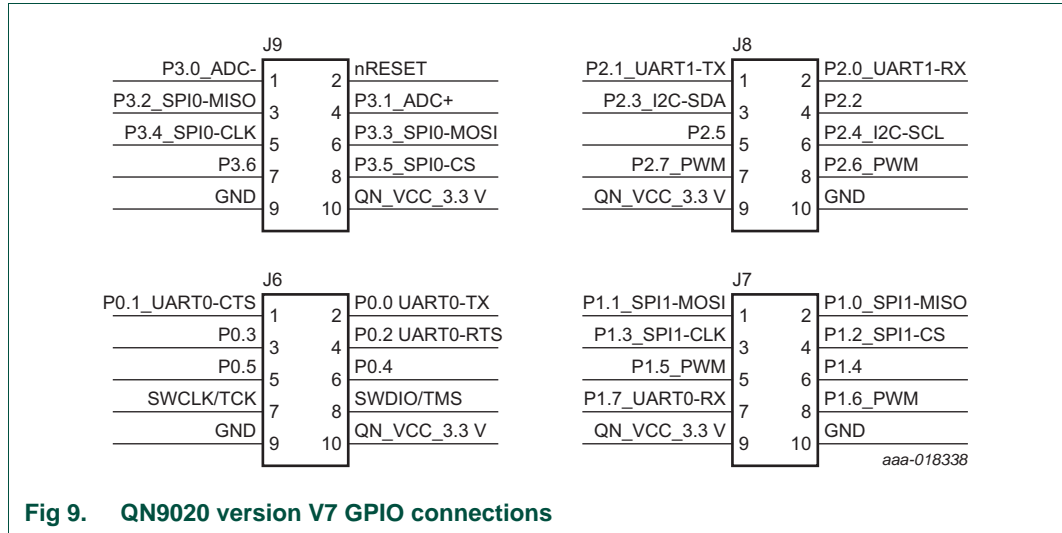 J9
P3.0_ADC- 1 2 nRESET
P3.2_SPI0-MISO 3 4 P3.1_ADC+
P3.4_SPI0-CLK 5 6 P3.3_SPI0-MOSI
P3.6 7 8 P3.5_SPI0-CS
GND 9 10 QN_VCC_3.3 V
J8
P2.1_UART1-TX 1 2 P2.0_UART1-RX
P2.3_I2C-SDA 3 4 P2.2
P2.5 5 6 P2.4_I2C-SCL
P2.7_PWM 7 8 P2.6_PWM
QN_VCC_3.3 V 9 10 GND
J6
P0.1_UART0-CTS 1 2 P0.0 UART0-TX
P0.3 3 4 P0.2 UART0-RTS
P0.5 5 6 P0.4
SWCLK/TCK 7 8 SWDIO/TMS
GND 9 10 QN_VCC_3.3 V
J7
P1.1_SPI1-MOSI 1 2 P1.0_SPI1-MISO
P1.3_SPI1-CLK 3 4 P1.2_SPI1-CS
P1.5_PWM 5 6 P1.4
P1.7_UART0-RX 7 8 P1.6_PWM
QN_VCC_3.3 V 9 10 GND
aaa-018338
Fig 9. QN9020 version V7 GPIO connections